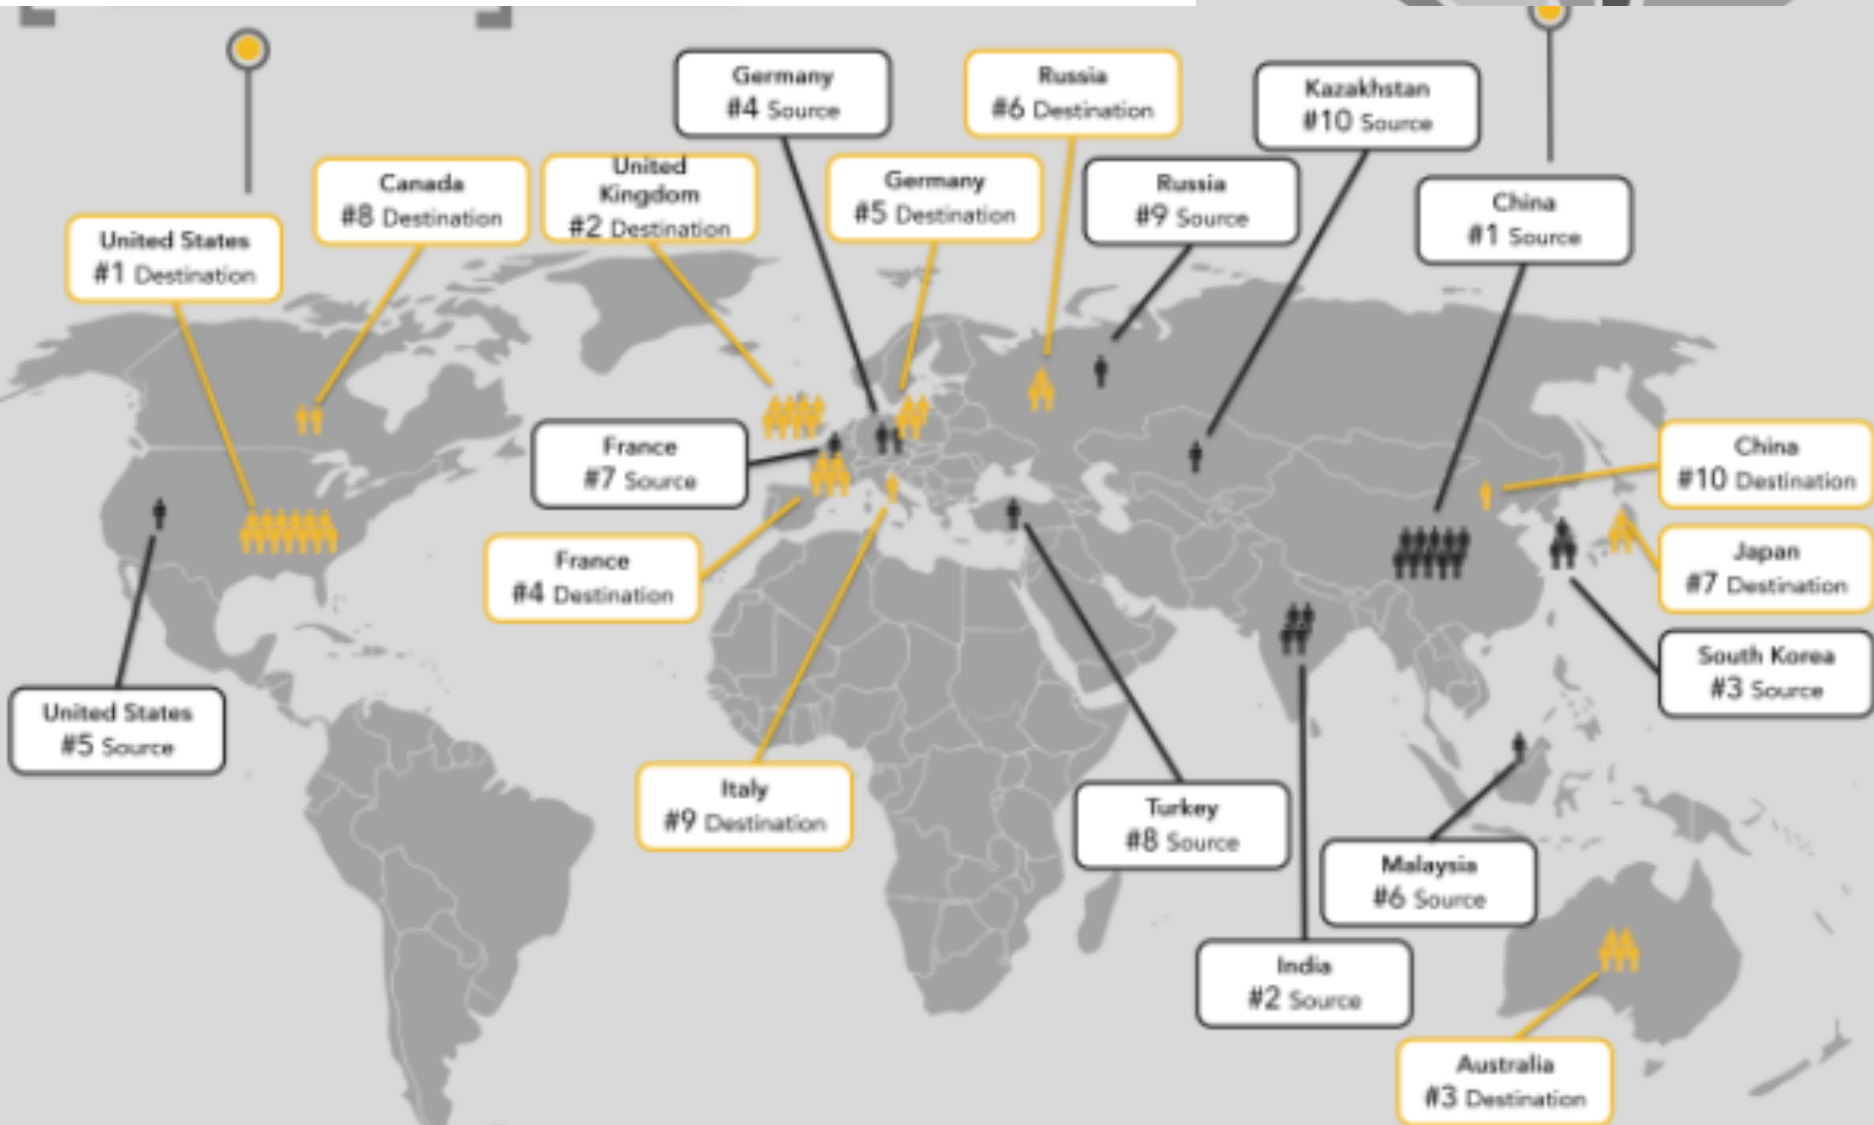 Germany
#4 Source
Russia
#6 Destination
Kazakhstan
#10 Source
Canada
#8 Destination
United
Kingdom
#2 Destination
Germany
#5 Destination
Russia
#9 Source
China
#1 Source
United States
#1 Destination
France
#7 Source
China
#10 Destination
France
#4 Destination
Japan
#7 Destination
South Korea
#3 Source
United States
#5 Source
Italy
#9 Destination
Turkey
#8 Source
Malaysia
#6 Source
India
#2 Source
Australia
#3 Destination